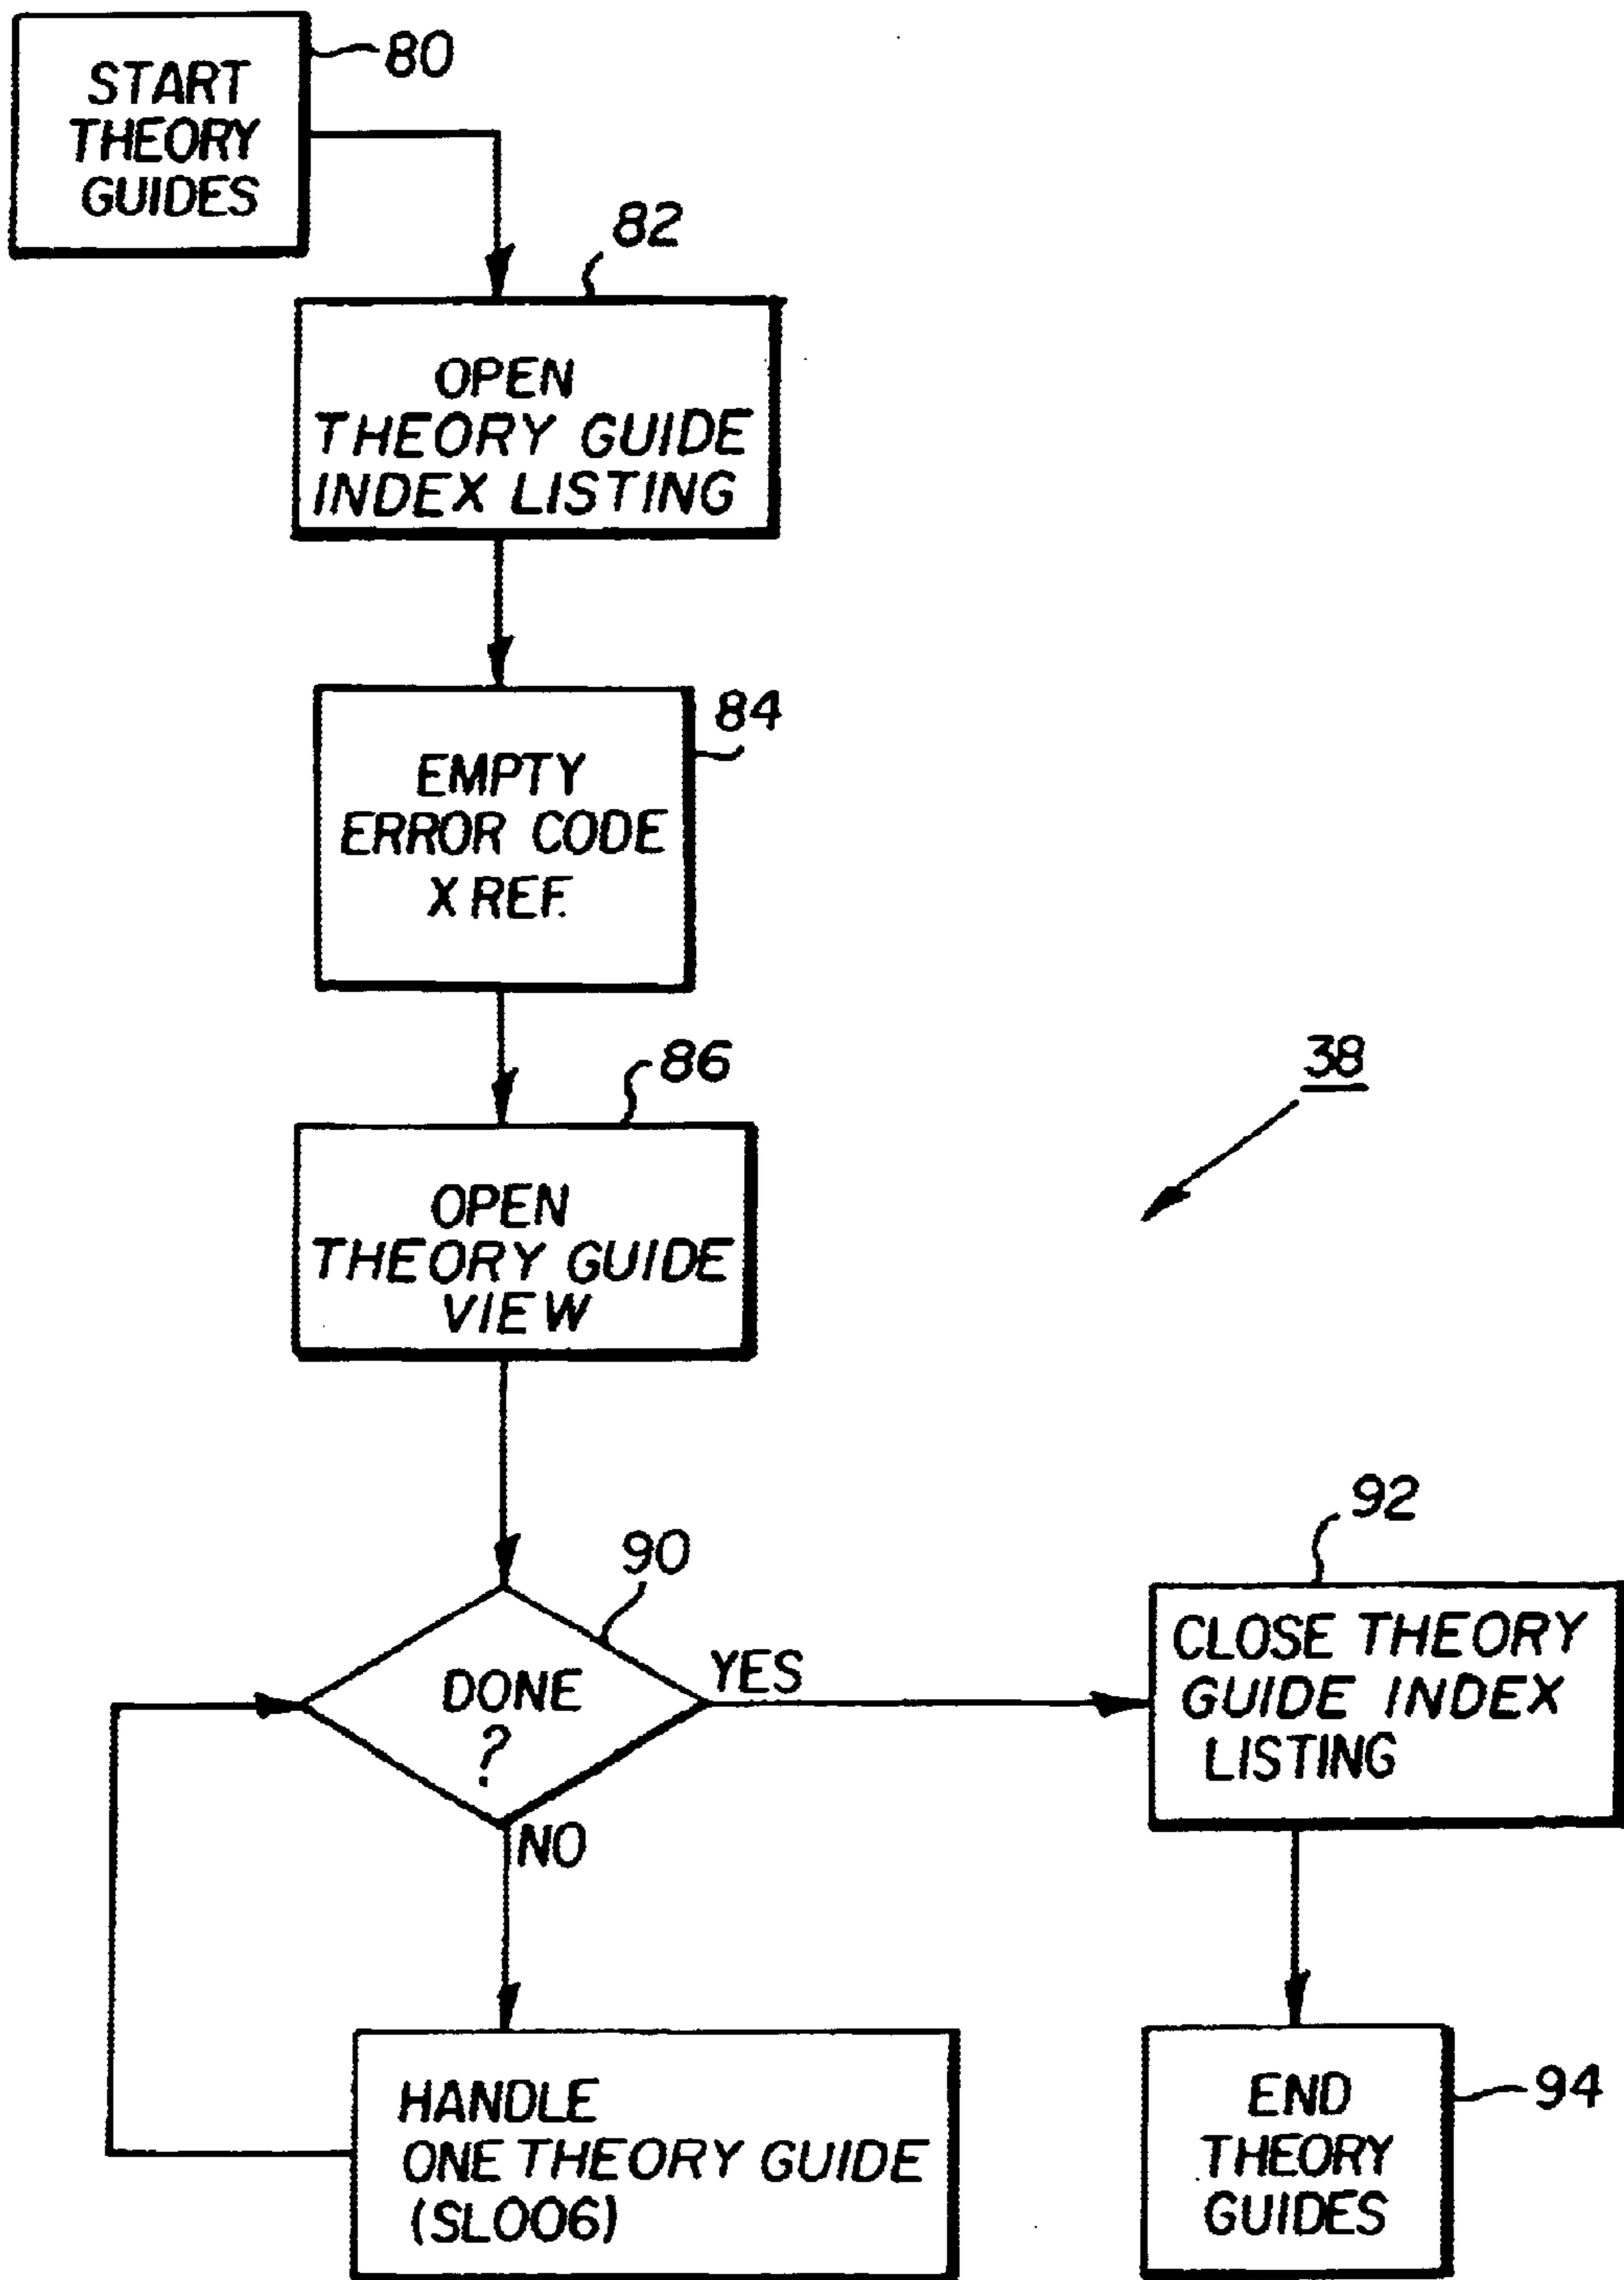 START
THEORY
GUIDES
80
82
OPEN
THEORY GUIDE
INDEX LISTING
84
EMPTY
ERROR CODE
X REF.
86
OPEN
THEORY GUIDE
VIEW
38
90
DONE
?
YES
NO
92
CLOSE THEORY
GUIDE INDEX
LISTING
HANDLE
ONE THEORY GUIDE
(SL006)
END
THEORY
GUIDES
94